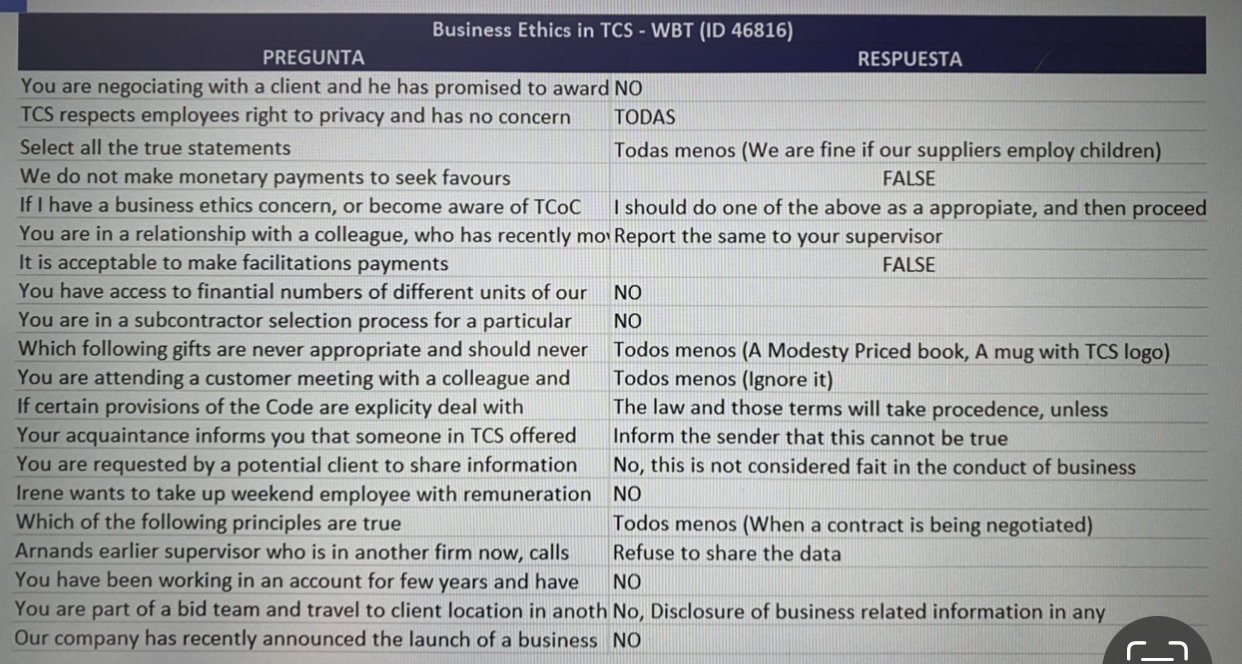 Business Ethics in TCS - WBT (ID 46816)
PREGUNTA RESPUESTA
You are negociating with a client and he has promised to award NO
TCS respects employees right to privacy and has no concern TODAS
Select all the true statements Todas menos (We are fine if our suppliers employ children)
We do not make monetary payments to seek favours FALSE
If I have a business ethics concern, or become aware of TCoC I should do one of the above as a appropiate, and then proceed
You are in a relationship with a colleague, who has recently mo Report the same to your supervisor
It is acceptable to make facilitations payments FALSE
You have access to finantial numbers of different units of our NO
You are in a subcontractor selection process for a particular NO
Which following gifts are never appropriate and should never Todos menos (A Modesty Priced book, A mug with TCS logo)
You are attending a customer meeting with a colleague and Todos menos (Ignore it)
If certain provisions of the Code are explicity deal with The law and those terms will take procedence, unless
Your acquaintance informs you that someone in TCS offered Inform the sender that this cannot be true
You are requested by a potential client to share information No, this is not considered fait in the conduct of business
Irene wants to take up weekend employee with remuneration NO
Which of the following principles are true Todos menos (When a contract is being negotiated)
Arnands earlier supervisor who is in another firm now, calls Refuse to share the data
You have been working in an account for few years and have NO
You are part of a bid team and travel to client location in anoth No, Disclosure of business related information in any
Our company has recently announced the launch of a business NO